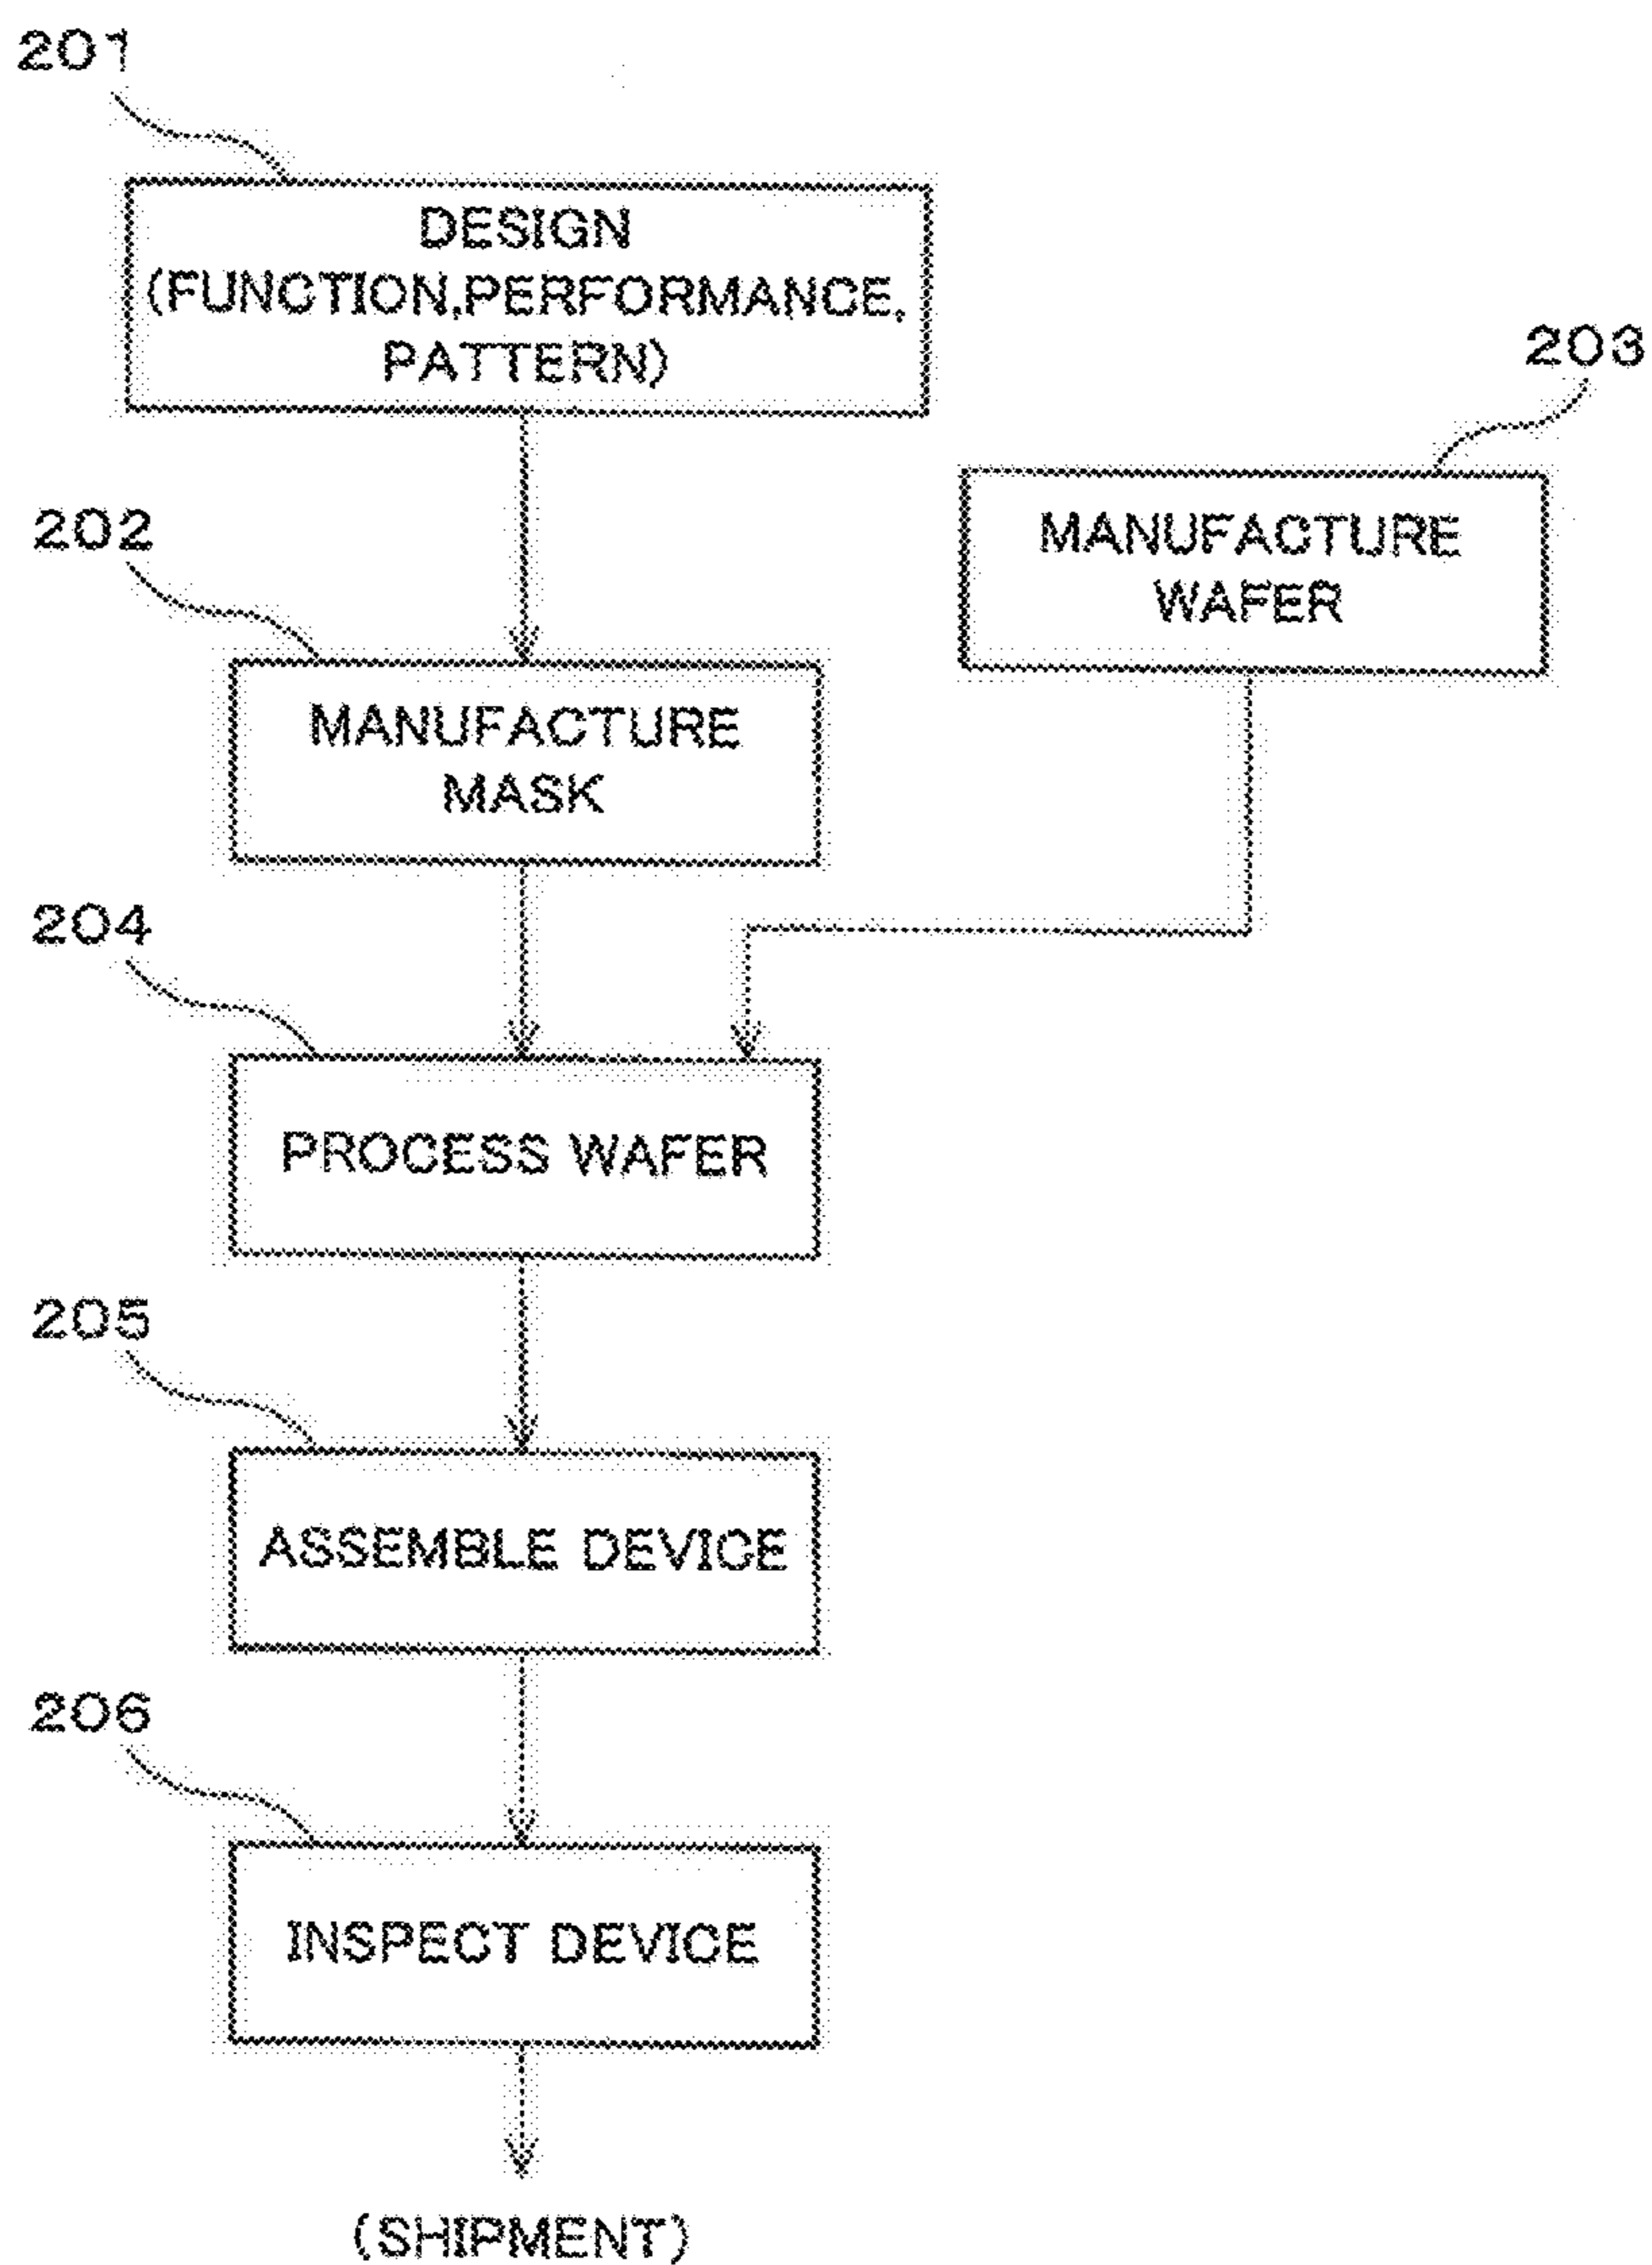 201
DESIGN
(FUNCTION,PERFORMANCE,
PATTERN)
203
MANUFACTURE
WAFER
202
MANUFACTURE
MASK
204
PROCESS WAFER
205
ASSEMBLE DEVICE
206
INSPECT DEVICE
(SHIPMENT)